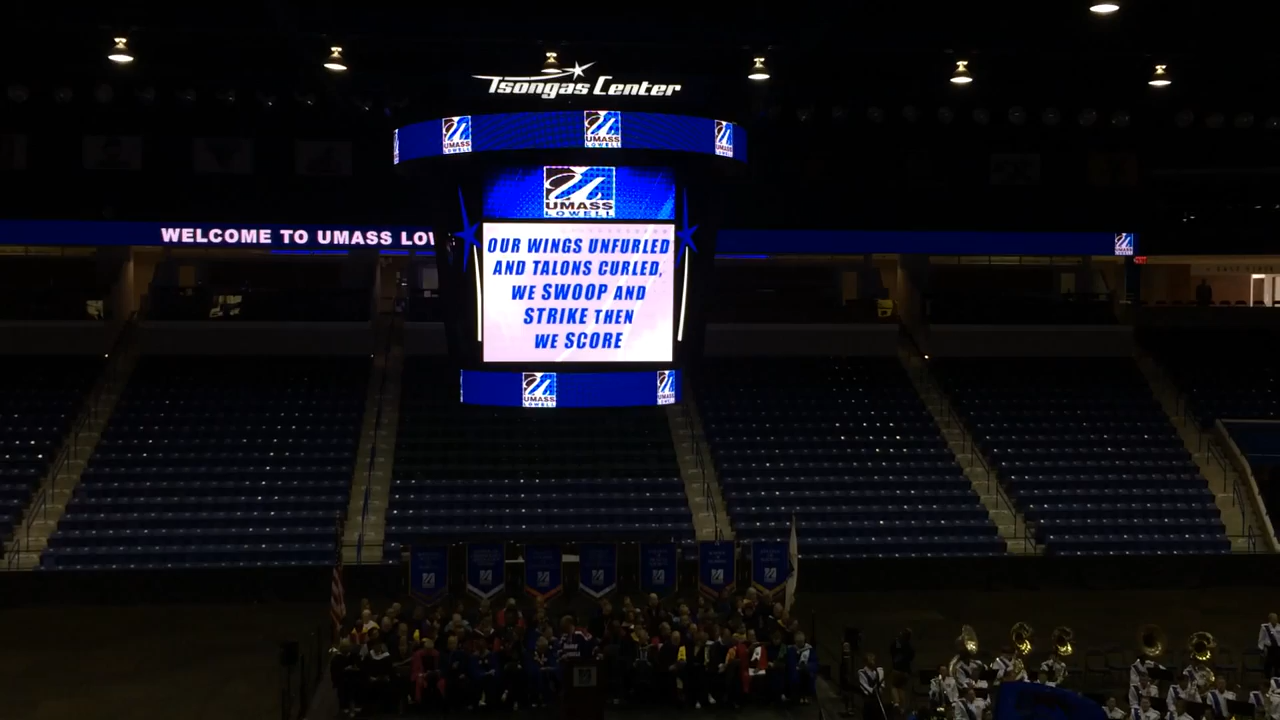 Tsongas Center
UMASS
LOWELL
UMASS
LOWELL
UMASS
LOWELL
UMASS
LOWELL
WELCOME TO UMASS LOW
OUR WINGS UNFURLED
AND TALONS CURLED,
WE SWOOP AND
STRIKE THEN
WE SCORE
UMASS
LOWELL
UMASS
LOWELL